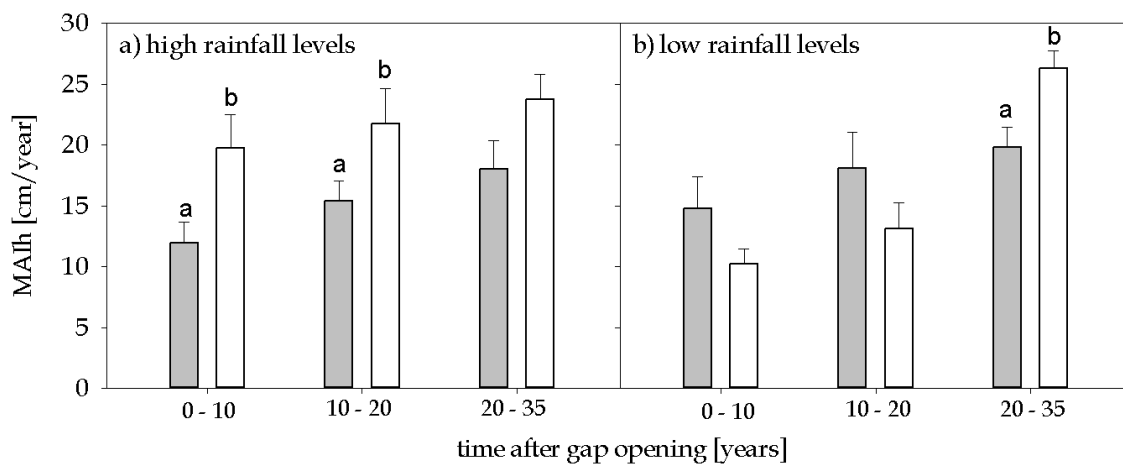 MAIh [cm/year]
30
25
20
15
10
5
0
a) high rainfall levels
a
b
a
b
0 - 10
10 - 20
20 - 35
b) low rainfall levels
a
b
0 - 10
10 - 20
20 - 35
time after gap opening [years]